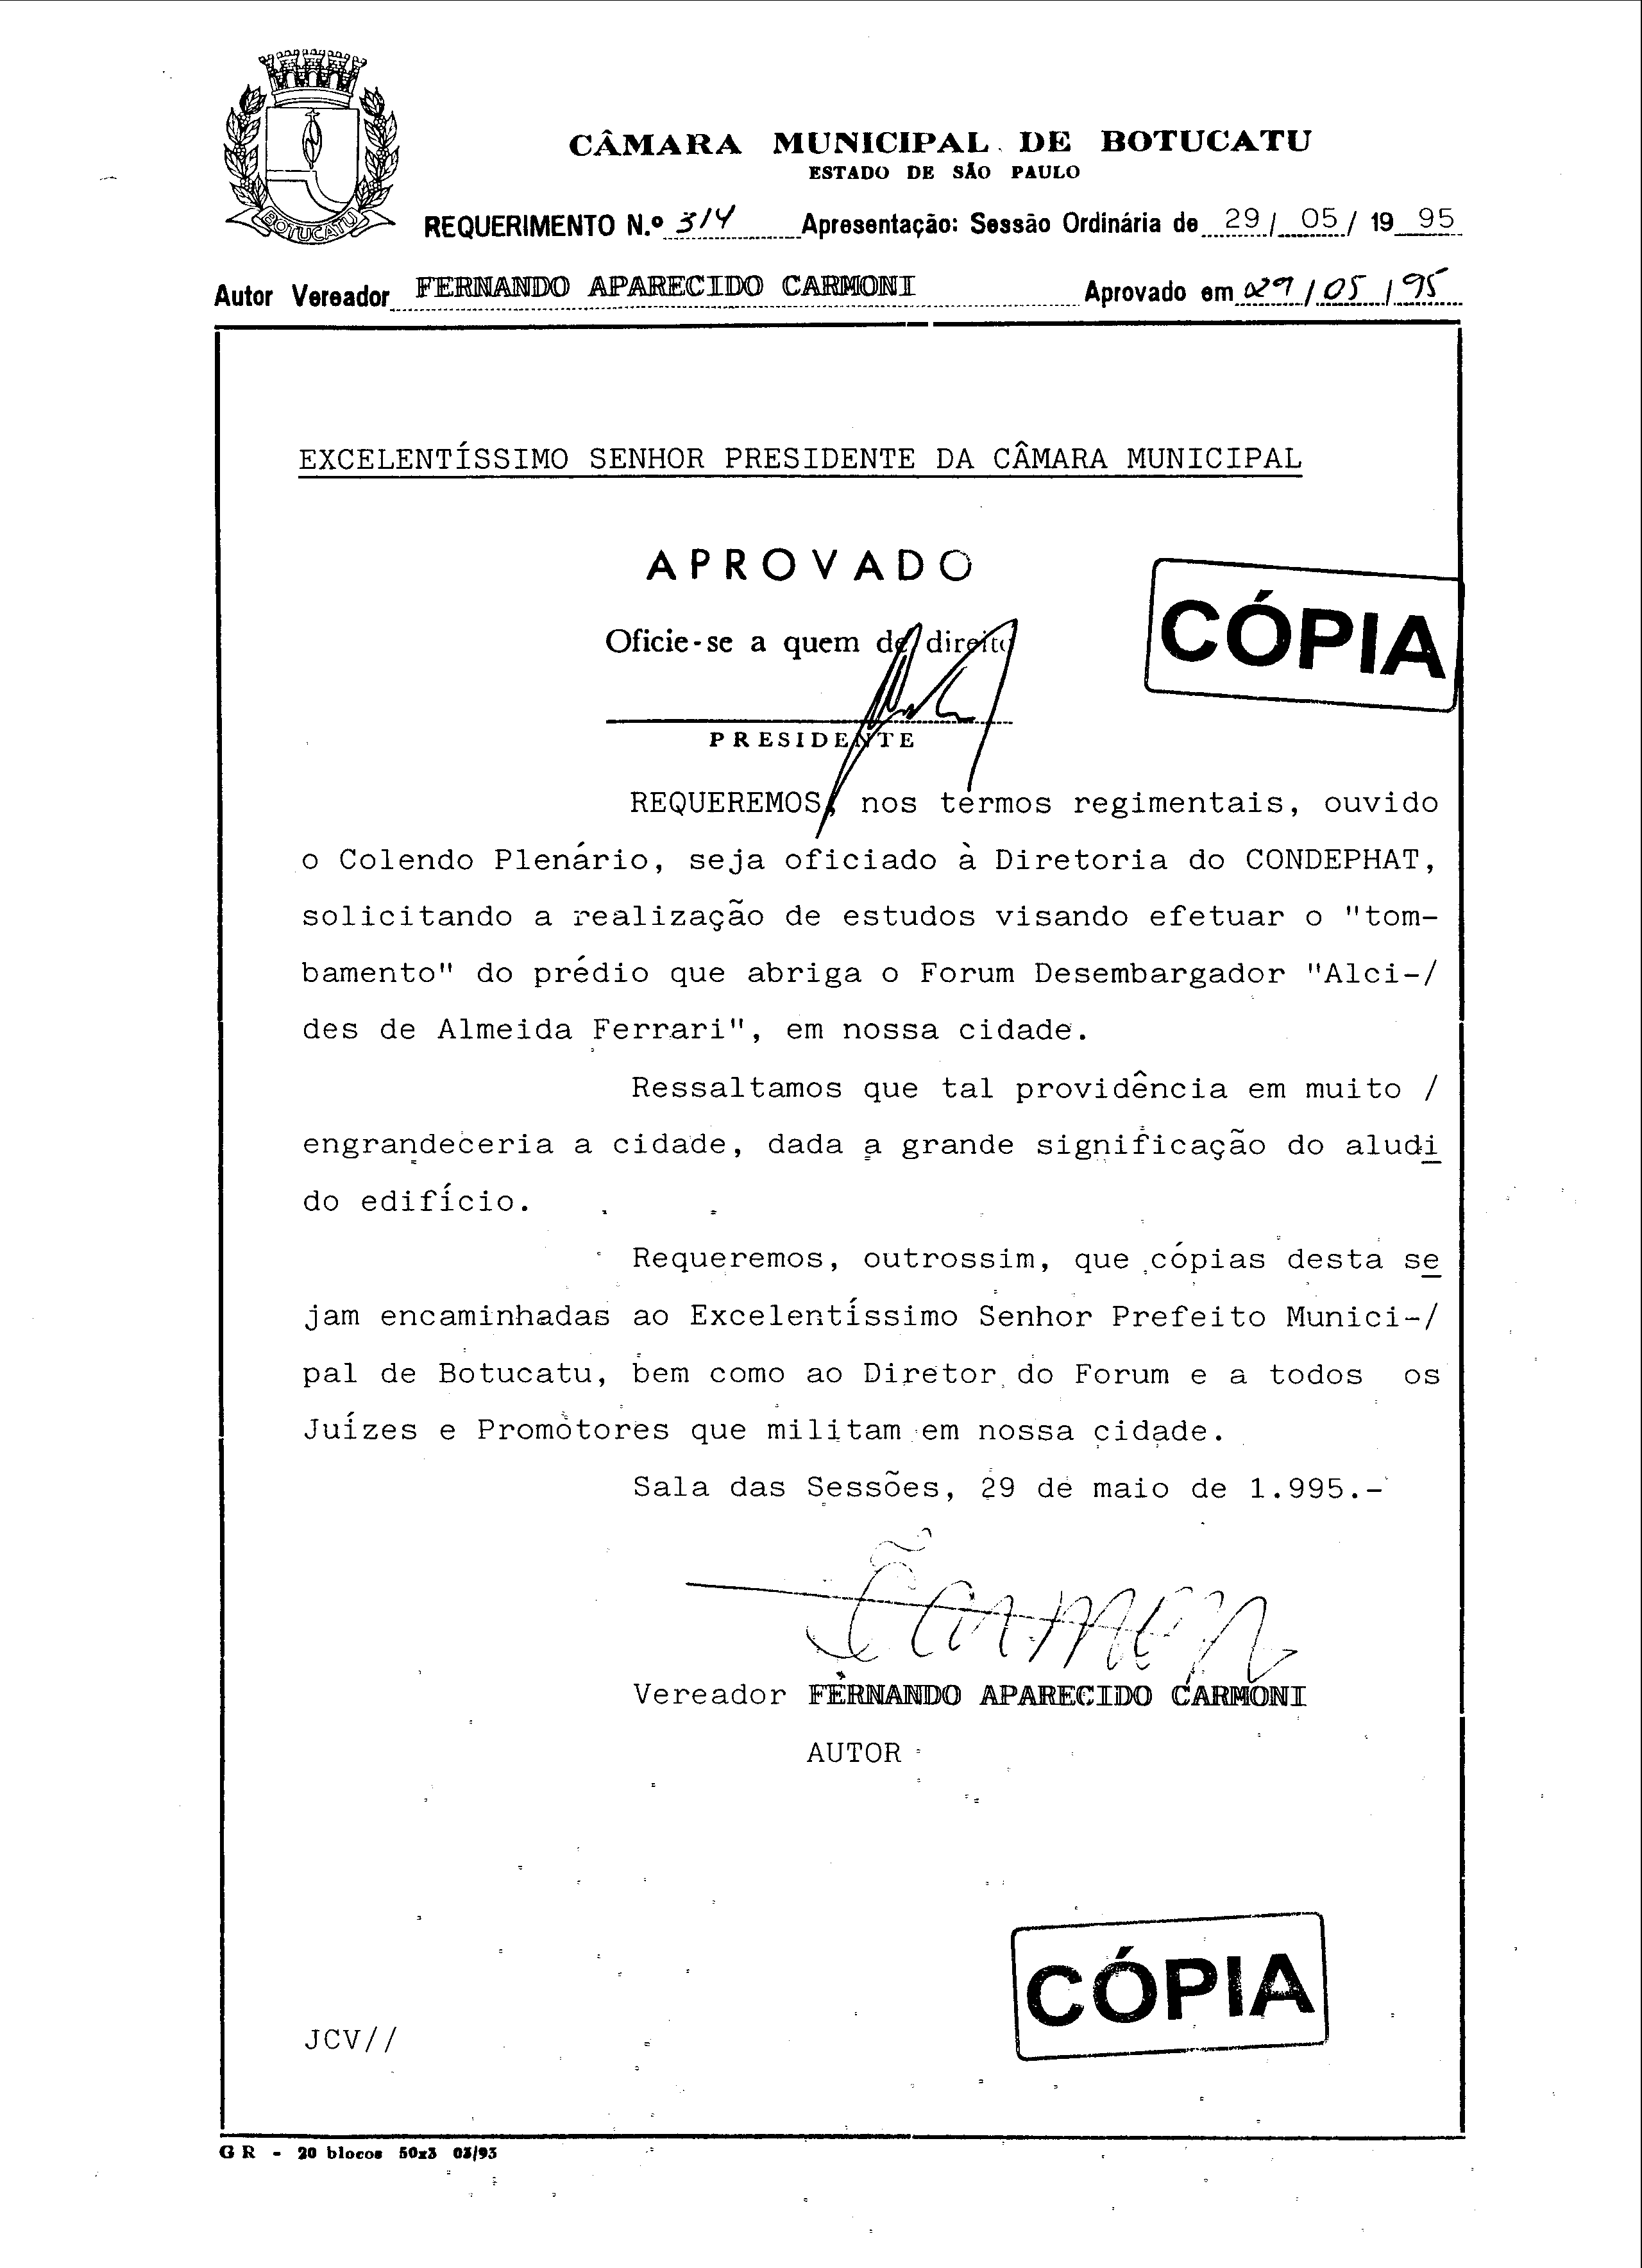 CÂMARA MUNICIPAL DE BOTUCATU
ESTADO DE SÃO PAULO
BOTUCATU
REQUERIMENTO N.º 314 Apresentação: Sessão Ordinária de 29 / 05 / 19 95
Autor Vereador FERNANDO APARECIDO CARMONI Aprovado em 29 / 05 / 95
EXCELENTÍSSIMO SENHOR PRESIDENTE DA CÂMARA MUNICIPAL
APROVADO
Oficie-se a quem de direito
CÓPIA
PRESIDENTE
REQUEREMOS, nos termos regimentais, ouvido
o Colendo Plenário, seja oficiado à Diretoria do CONDEPHAT,
solicitando a realização de estudos visando efetuar o "tom-
bamento" do prédio que abriga o Forum Desembargador "Alci-/
des de Almeida Ferrari", em nossa cidade.
Ressaltamos que tal providência em muito /
engrandeceria a cidade, dada a grande significação do aludi
do edifício.
Requeremos, outrossim, que cópias desta se
jam encaminhadas ao Excelentíssimo Senhor Prefeito Munici-/
pal de Botucatu, bem como ao Diretor do Forum e a todos os
Juízes e Promotores que militam em nossa cidade.
Sala das Sessões, 29 de maio de 1.995.-
Vereador FERNANDO APARECIDO CARMONI
AUTOR
CÓPIA
JCV//
GR - 20 blocos 50x3 03/93